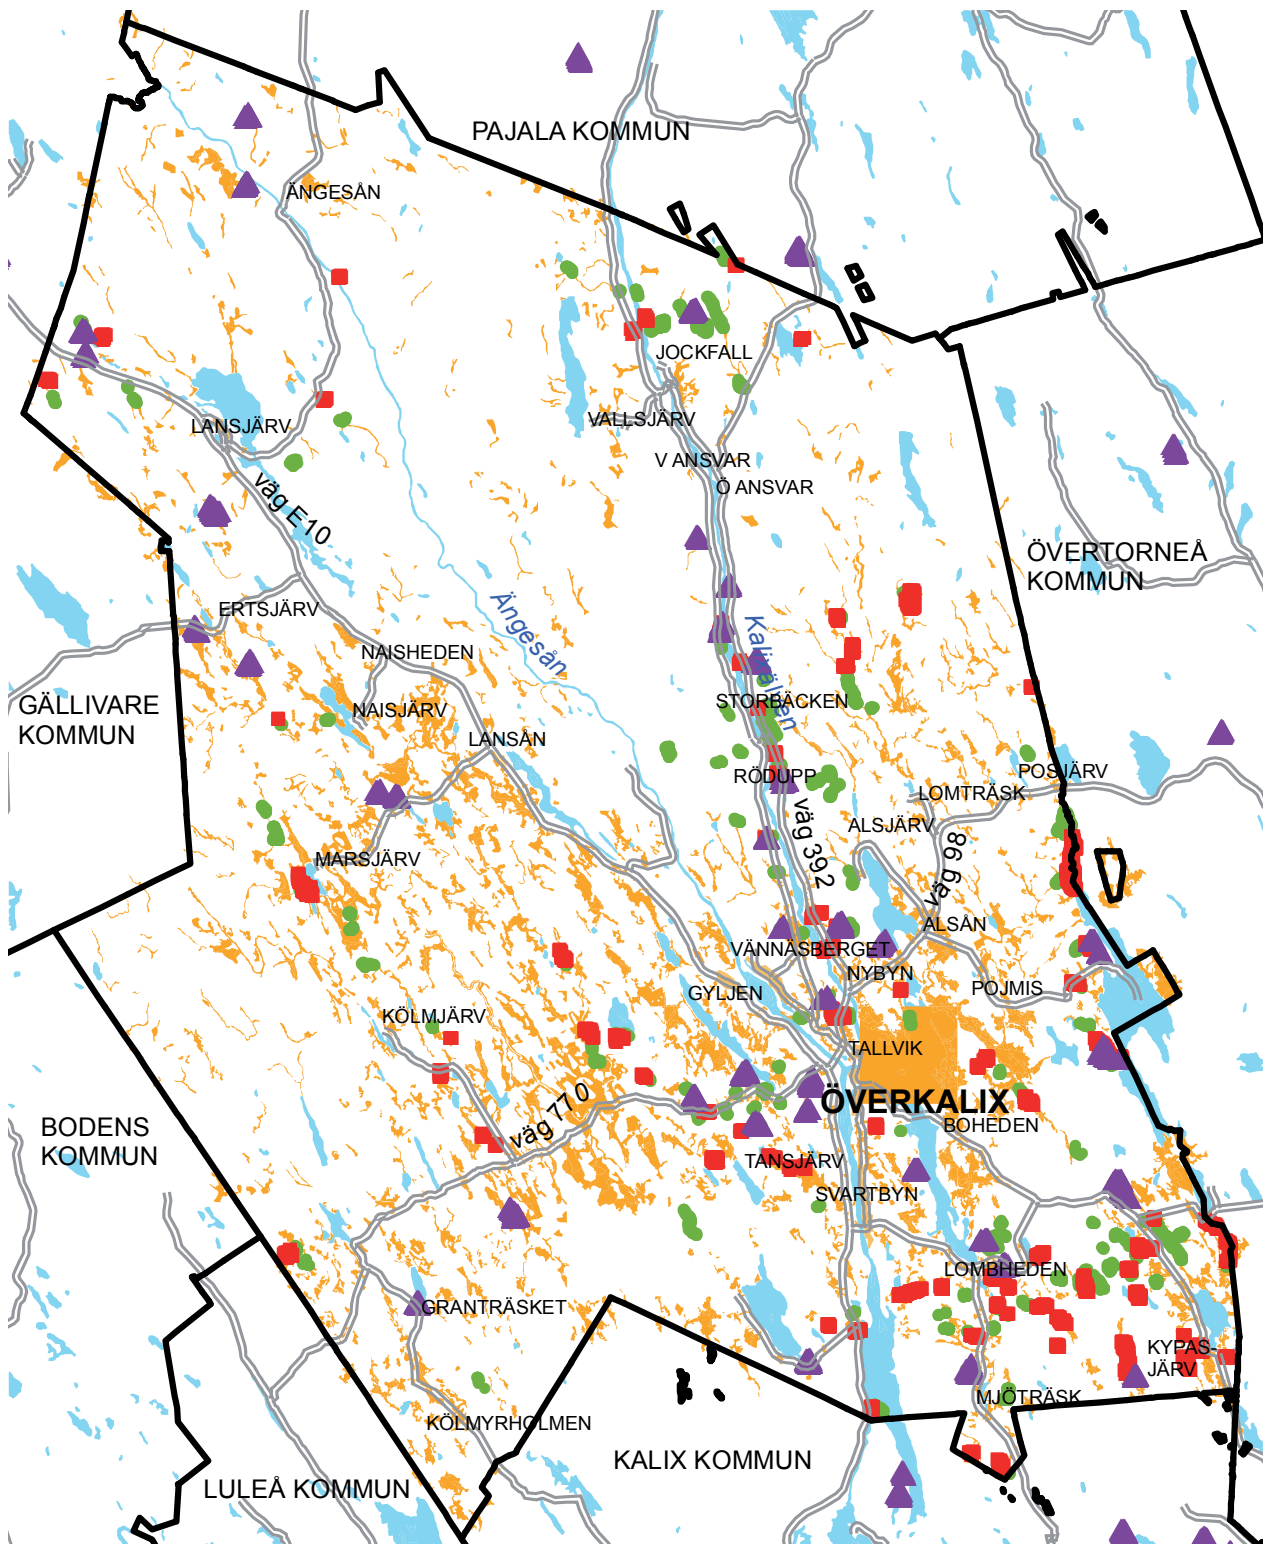 PAJALA KOMMUN
ÄNGESÅN
JOCKFALL
VALLSJÄRV
LANSJÄRV
V ANSVAR
Ö ANSVAR
väg E10
ÖVERTORNEÅ
KOMMUN
ERTSJÄRV
Ängesån
Kalixälven
NAISHEDEN
GÄLLIVARE
KOMMUN
NAISJÄRV
STORBÄCKEN
LANSÅN
RÖDUPP
POSJÄRV
LOMTRÄSK
väg 392
ALSJÄRV
väg 98
MARSJÄRV
ALSÅN
VÄNNÄSBERGET
NYBYN
GYLJEN
POJMIS
KÖLMJÄRV
TALLVIK
ÖVERKALIX
väg 770
BODENS
KOMMUN
BOHEDEN
TANSJÄRV
SVARTBYN
LOMBHEDEN
GRANTRÄSKET
KYPAS-
JÄRV
MJÖTRÄSK
KÖLMYRHOLMEN
KALIX KOMMUN
LULEÅ KOMMUN